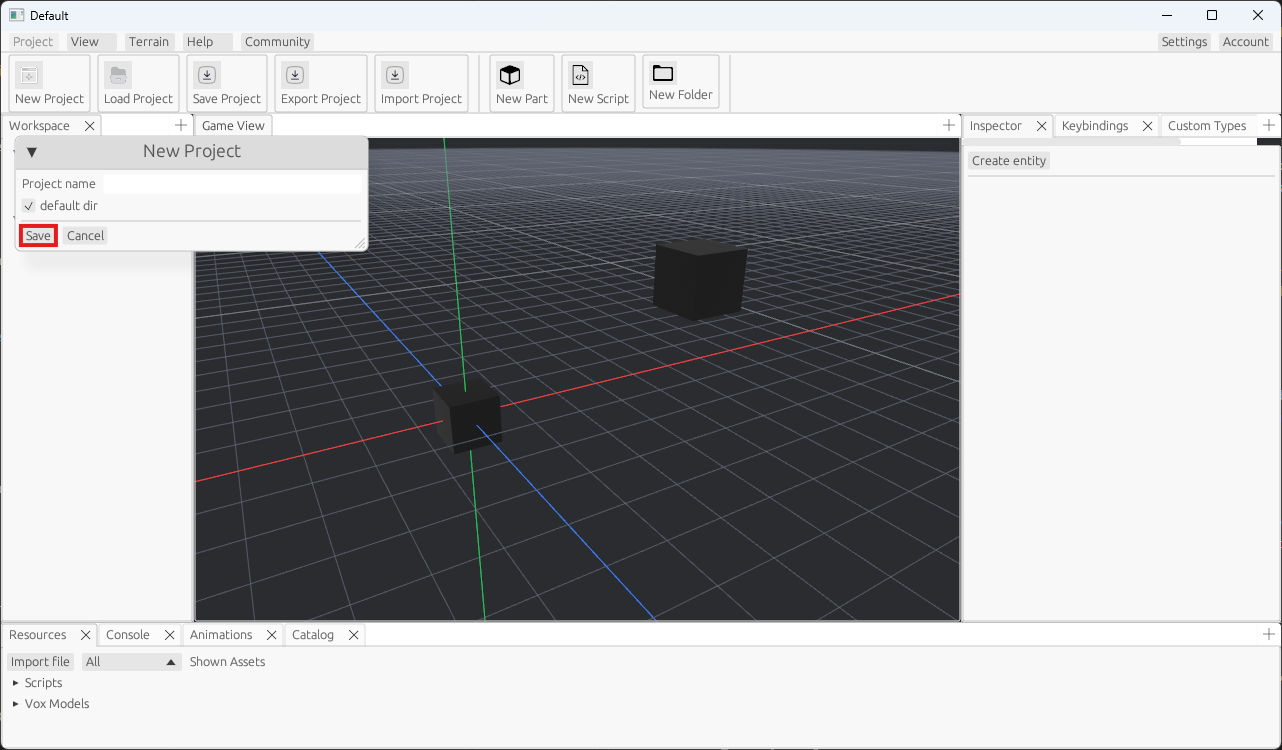 Default
Project View Terrain Help Community Settings Account
New Project Load Project Save Project Export Project Import Project New Part New Script New Folder
Workspace Game View Inspector Keybindings Custom Types
New Project
Create entity
Project name
default dir
Save Cancel
Resources Console Animations Catalog
Import file All Shown Assets
Scripts
Vox Models